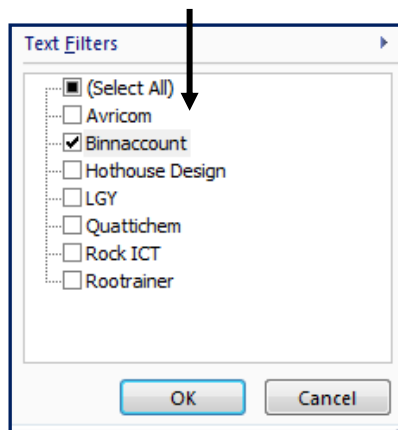 Text Filters
(Select All)
Avricom
Binnaccount
Hothouse Design
LGY
Quattichem
Rock ICT
Rootrainer
OK
Cancel